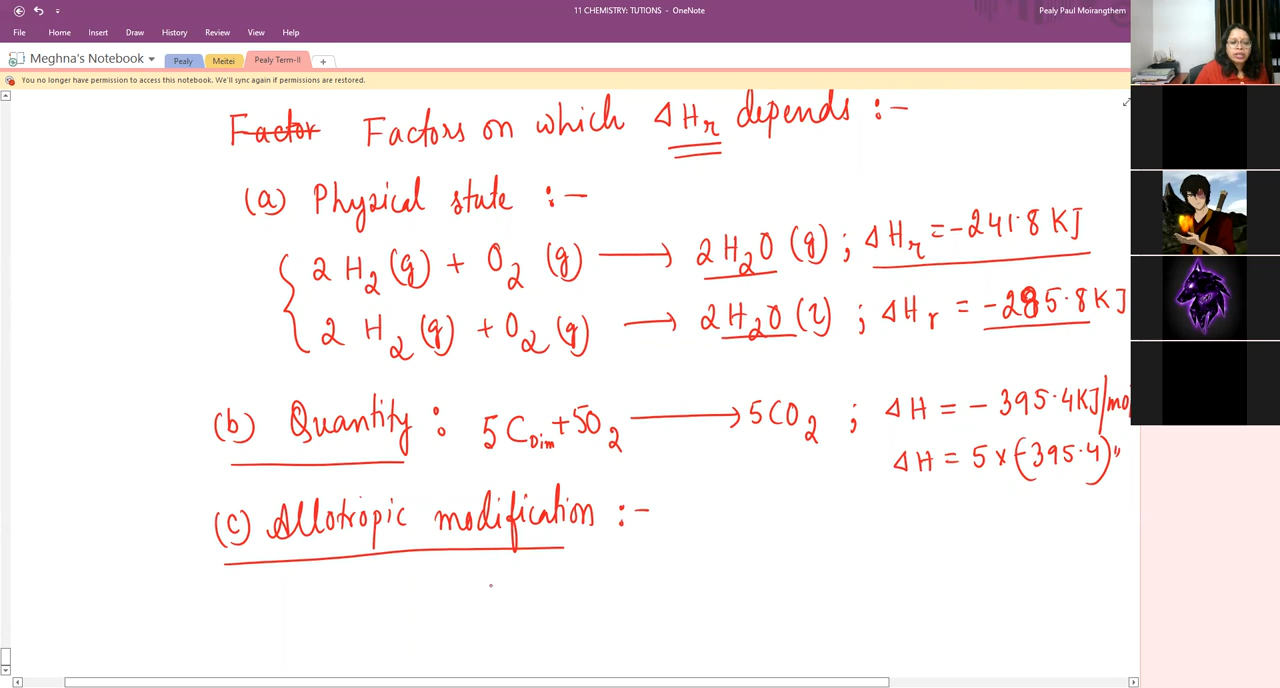 11 CHEMISTRY: TUTIONS - OneNote
Pealy Paul Moirangthem
File Home Insert Draw History Review View Help
Meghna's Notebook Pealy Meitei Pealy Term-II
You no longer have permission to access this notebook. We'll sync again if permissions are restored.
Factor Factors on which ΔHr depends :-
(a) Physical state :-
2 H2 (g) + O2 (g) → 2 H2O (g) ; ΔHr = -241.8 KJ
2 H2 (g) + O2 (g) → 2 H2O (l) ; ΔHr = -285.8 KJ
(b) Quantity : 5 CDim + 5O2 → 5 CO2 ; ΔH = - 395.4 KJ/mol
ΔH = 5 × (-395.4) "
(c) Allotropic modification :-